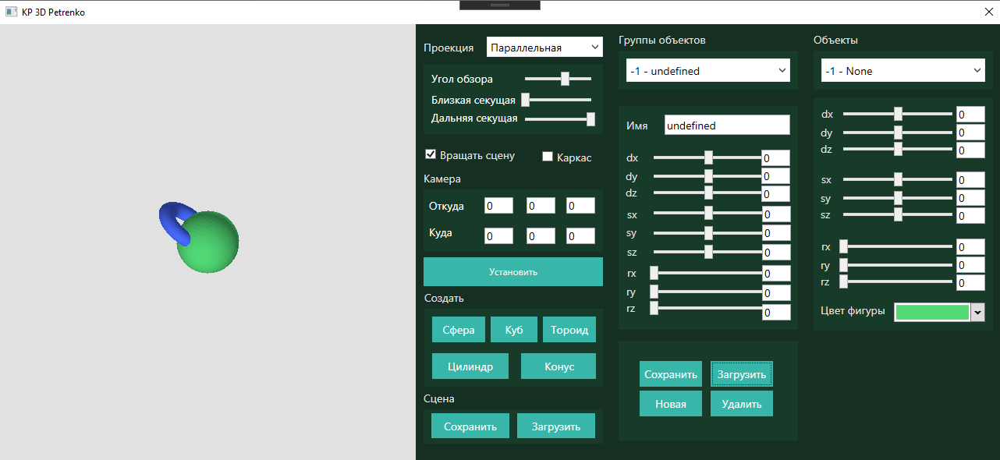 KP 3D Petrenko
Проекция
Параллельная
Угол обзора
Близкая секущая
Дальняя секущая
Вращать сцену
Каркас
Камера
Откуда
0
0
0
Куда
0
0
0
Установить
Создать
Сфера
Куб
Тороид
Цилиндр
Конус
Сцена
Сохранить
Загрузить
Группы объектов
-1 - undefined
Имя
undefined
dx
0
dy
0
dz
0
sx
0
sy
0
sz
0
rx
0
ry
0
rz
0
Сохранить
Загрузить
Новая
Удалить
Объекты
-1 - None
dx
0
dy
0
dz
0
sx
0
sy
0
sz
0
rx
0
ry
0
rz
0
Цвет фигуры